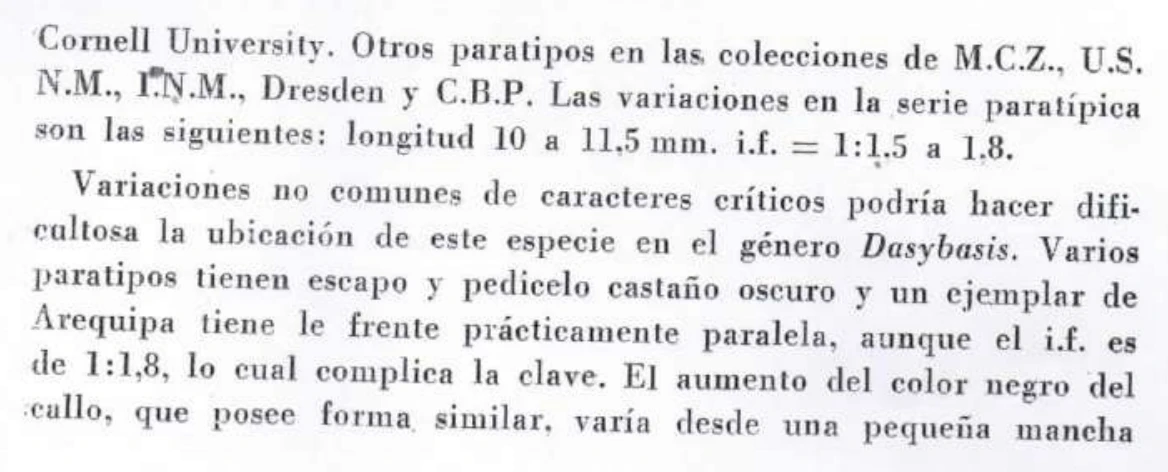 Cornell University. Otros paratipos en las colecciones de M.C.Z., U.S.
N.M., I.N.M., Dresden y C.B.P. Las variaciones en la serie paratípica
son las siguientes: longitud 10 a 11,5 mm. i.f. = 1:1,5 a 1,8.
Variaciones no comunes de caracteres críticos podría hacer difi-
cultosa la ubicación de este especie en el género Dasybasis. Varios
paratipos tienen escapo y pedicelo castaño oscuro y un ejemplar de
Arequipa tiene le frente prácticamente paralela, aunque el i.f. es
de 1:1,8, lo cual complica la clave. El aumento del color negro del
callo, que posee forma similar, varía desde una pequeña mancha